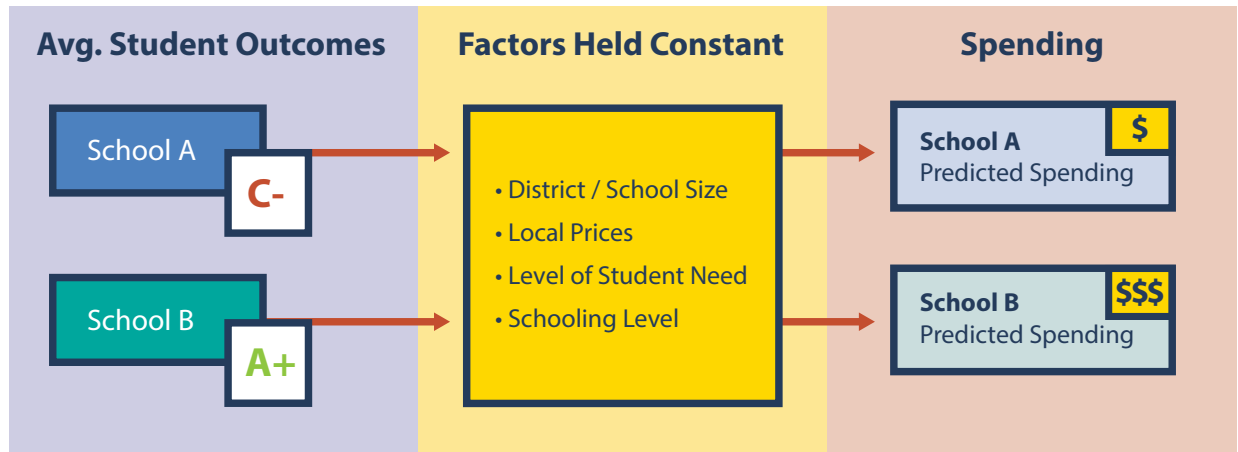 Avg. Student Outcomes
School A
C-
School B
A+
Factors Held Constant
• District / School Size
• Local Prices
• Level of Student Need
• Schooling Level
Spending
$
School A
Predicted Spending
$$$
School B
Predicted Spending